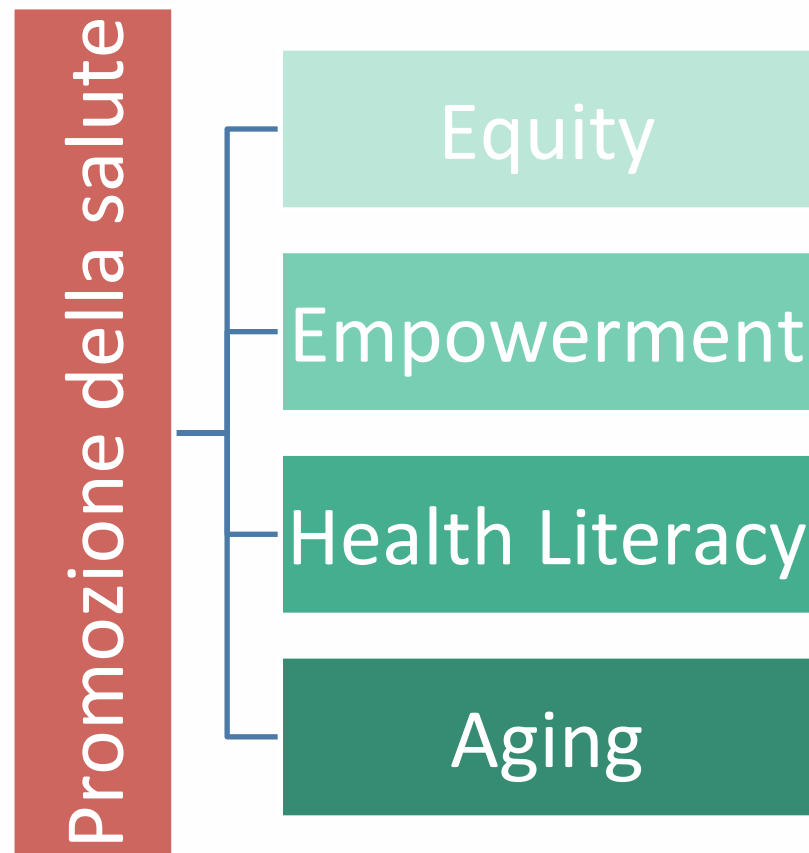 Promozione della salute
Equity
Empowerment
Health Literacy
Aging